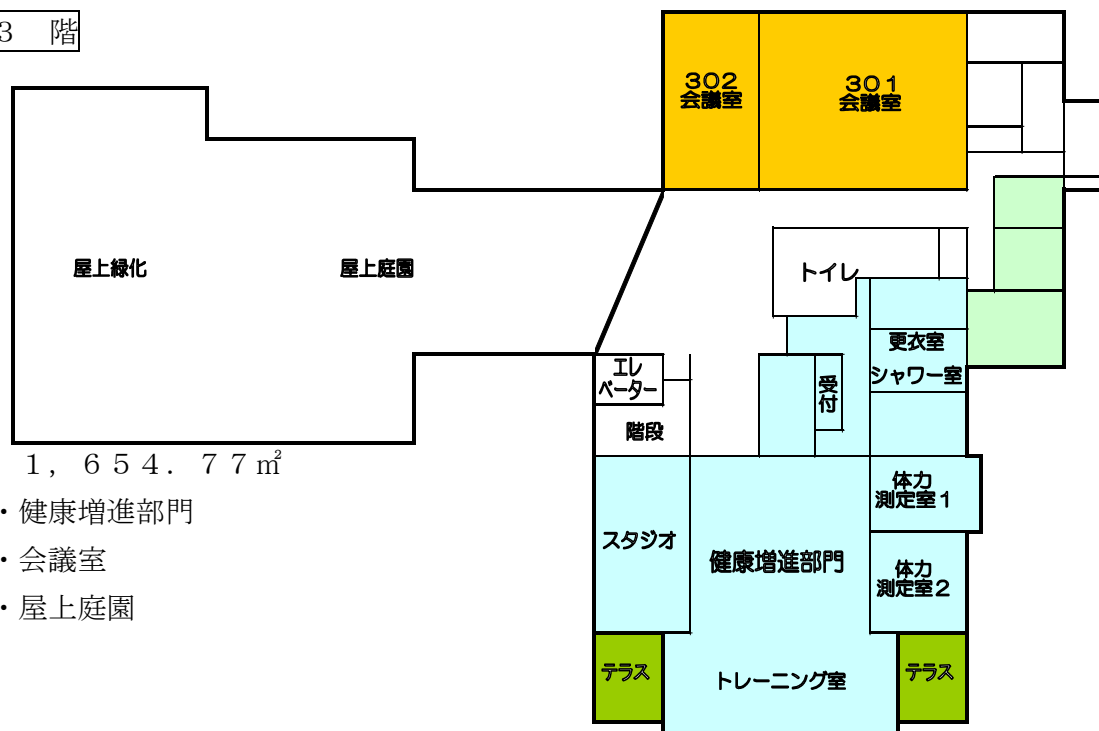 3 階
302
会議室
301
会議室
屋上緑化
屋上庭園
トイレ
更衣室
シャワー室
エレ
ベーター
受付
階段
1,654.77㎡
・健康増進部門
・会議室
・屋上庭園
体力
測定室1
スタジオ
健康増進部門
体力
測定室2
テラス
トレーニング室
テラス